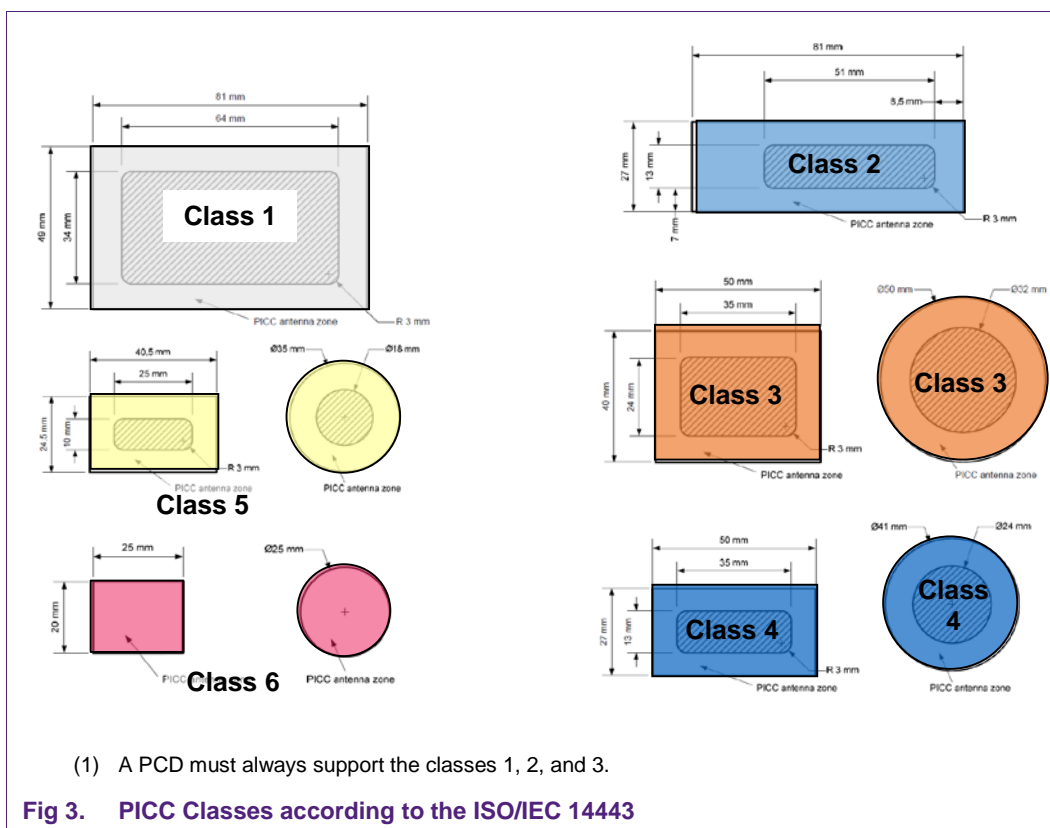 81 mm
64 mm
49 mm
34 mm
Class 1
PICC antenna zone
R 3 mm
81 mm
51 mm
8,5 mm
27 mm
13 mm
7 mm
Class 2
R 3 mm
PICC antenna zone
40,5 mm
25 mm
24,5 mm
10 mm
R 3 mm
PICC antenna zone
Ø35 mm
Ø18 mm
PICC antenna zone
Class 5
50 mm
35 mm
40 mm
24 mm
Class 3
R 3 mm
PICC antenna zone
Ø50 mm
Ø32 mm
Class 3
PICC antenna zone
25 mm
20 mm
PICC
Class 6
Ø25 mm
PICC antenna zone
50 mm
35 mm
27 mm
13 mm
Class 4
R 3 mm
PICC antenna zone
Ø41 mm
Ø24 mm
Class
4
PICC antenna zone
(1) A PCD must always support the classes 1, 2, and 3.
Fig 3. PICC Classes according to the ISO/IEC 14443